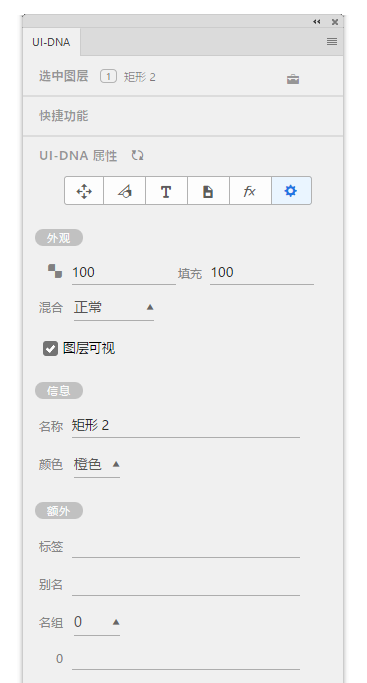 UI-DNA
选中图层 1 矩形 2
快捷功能
UI-DNA 属性
T fx
外观
100 填充 100
混合 正常
图层可视
信息
名称 矩形 2
颜色 橙色
额外
标签
别名
名组 0
0